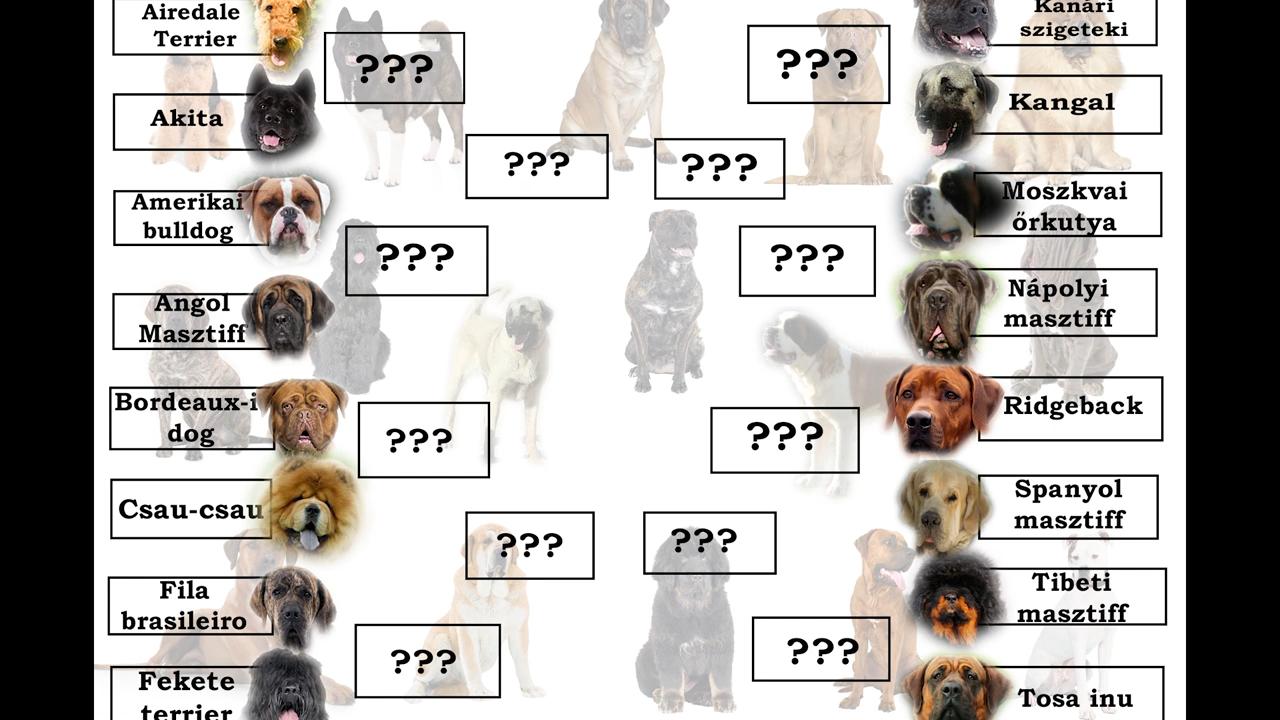 Airedale
Terrier
Akita
Amerikai
bulldog
Angol
Masztiff
Bordeaux-i
dog
Csau-csau
Fila
brasileiro
Fekete
terrier
???
???
???
???
???
???
???
???
???
???
???
???
Kanári
szigeteki
Kangal
Moszkvai
őrkutya
Nápolyi
masztiff
Ridgeback
Spanyol
masztiff
Tibeti
masztiff
Tosa inu